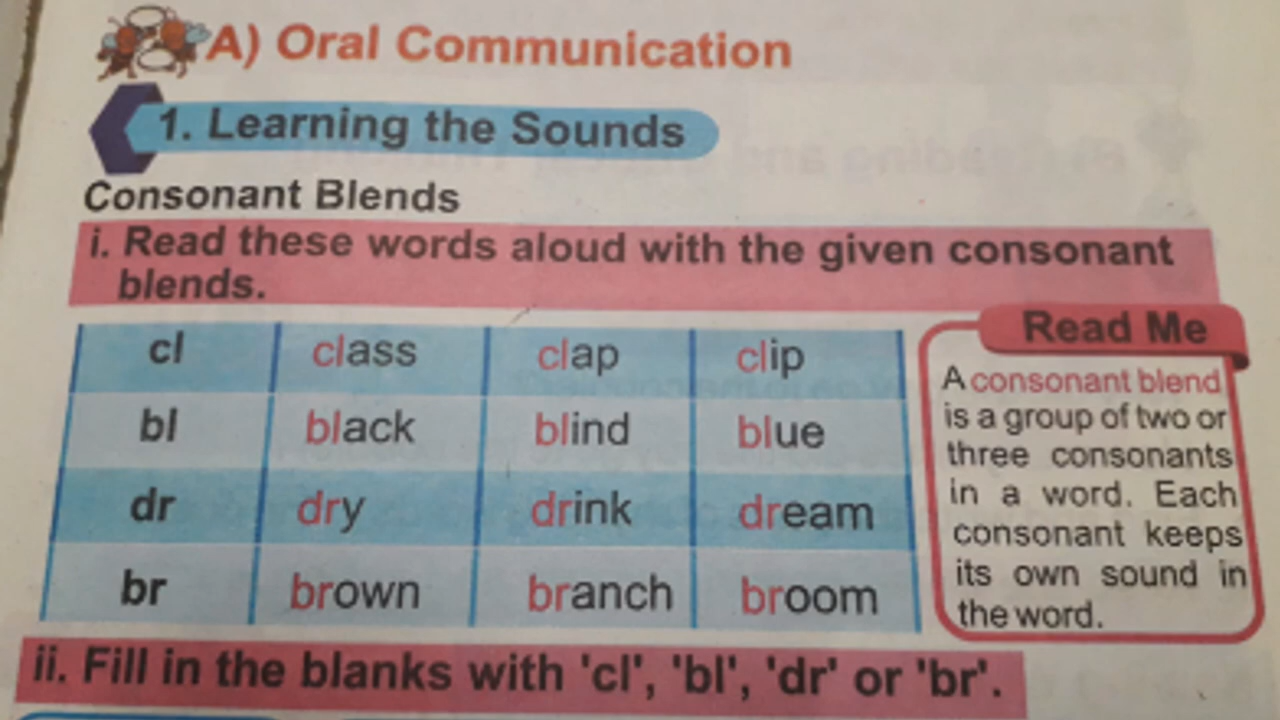 A) Oral Communication
1. Learning the Sounds
Consonant Blends
i. Read these words aloud with the given consonant
blends.
cl class clap clip
bl black blind blue
dr dry drink dream
br brown branch broom
Read Me
A consonant blend
is a group of two or
three consonants
in a word. Each
consonant keeps
its own sound in
the word.
ii. Fill in the blanks with 'cl', 'bl', 'dr' or 'br'.